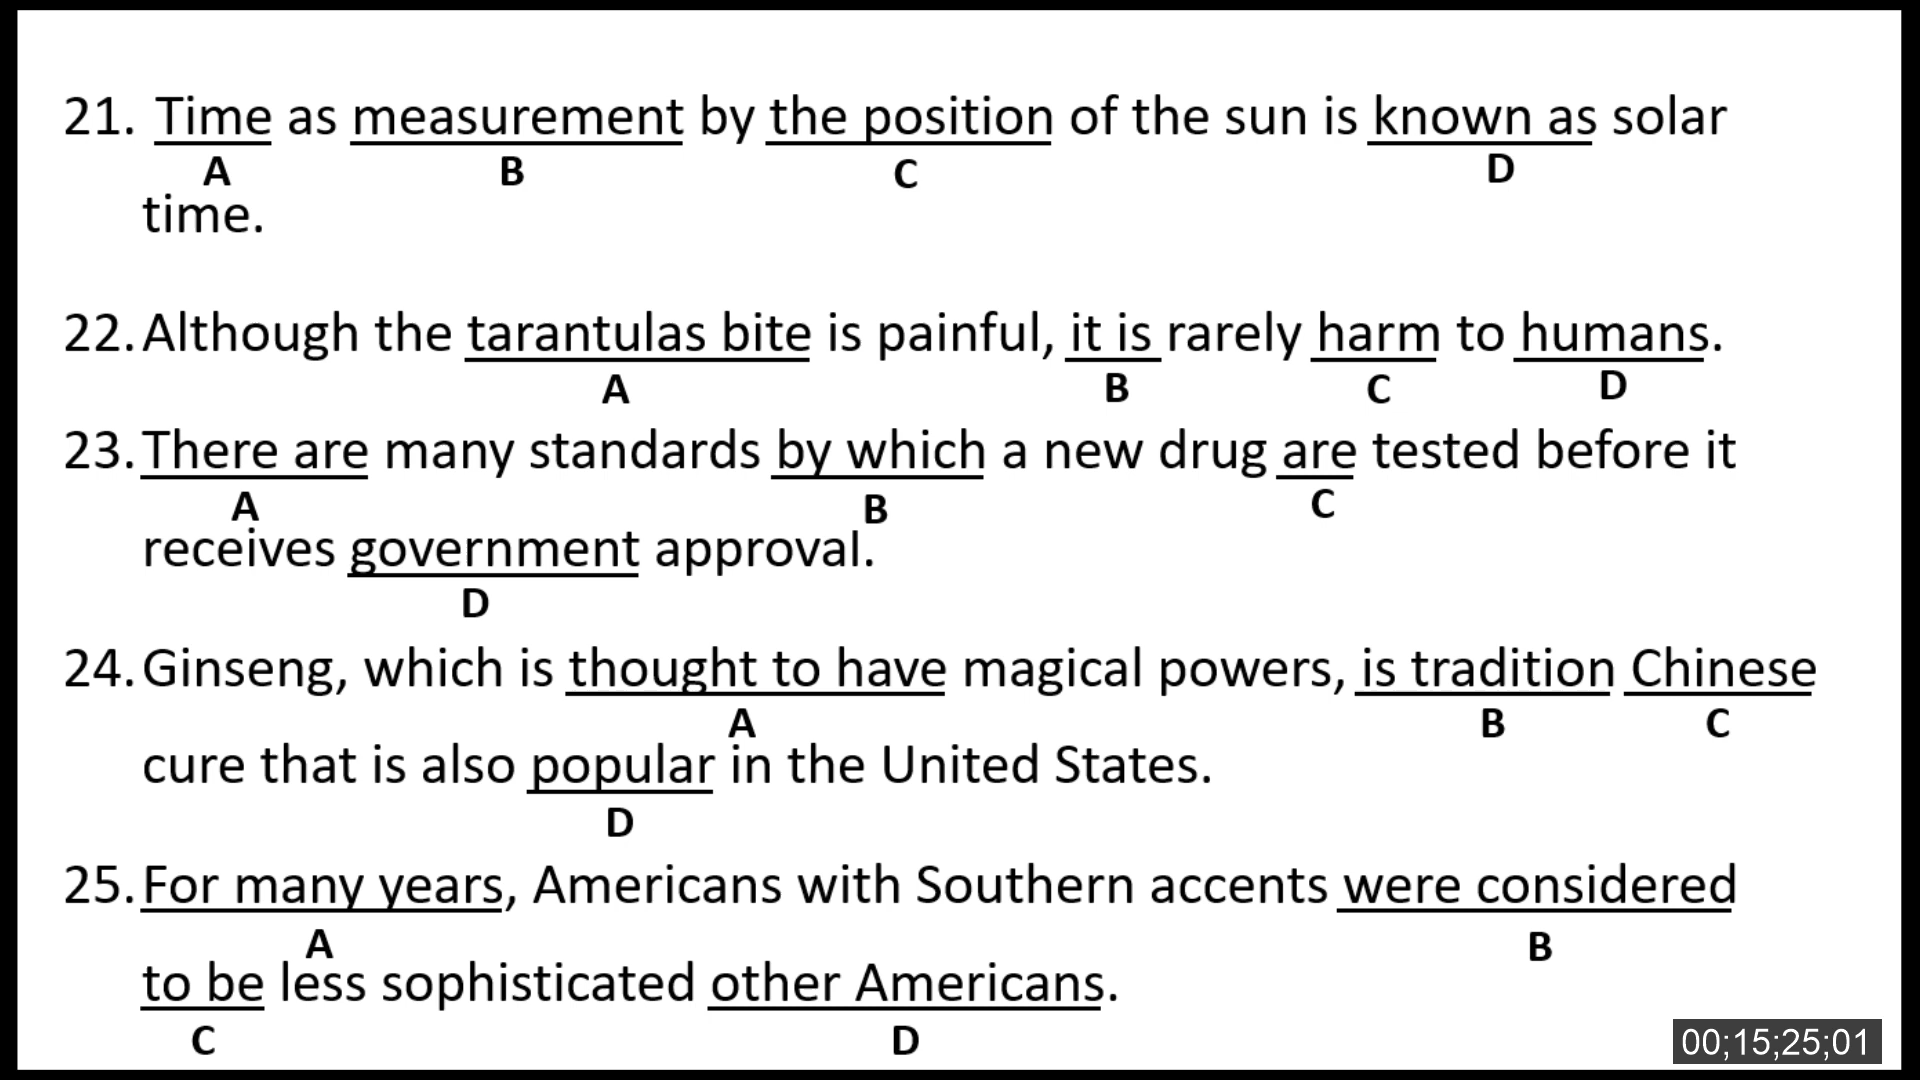 21. Time as measurement by the position of the sun is known as solar
A B C D
time.
22. Although the tarantulas bite is painful, it is rarely harm to humans.
A B C D
23. There are many standards by which a new drug are tested before it
A B C
receives government approval.
D
24. Ginseng, which is thought to have magical powers, is tradition Chinese
A B C
cure that is also popular in the United States.
D
25. For many years, Americans with Southern accents were considered
A B
to be less sophisticated other Americans.
C D
00;15;25;01